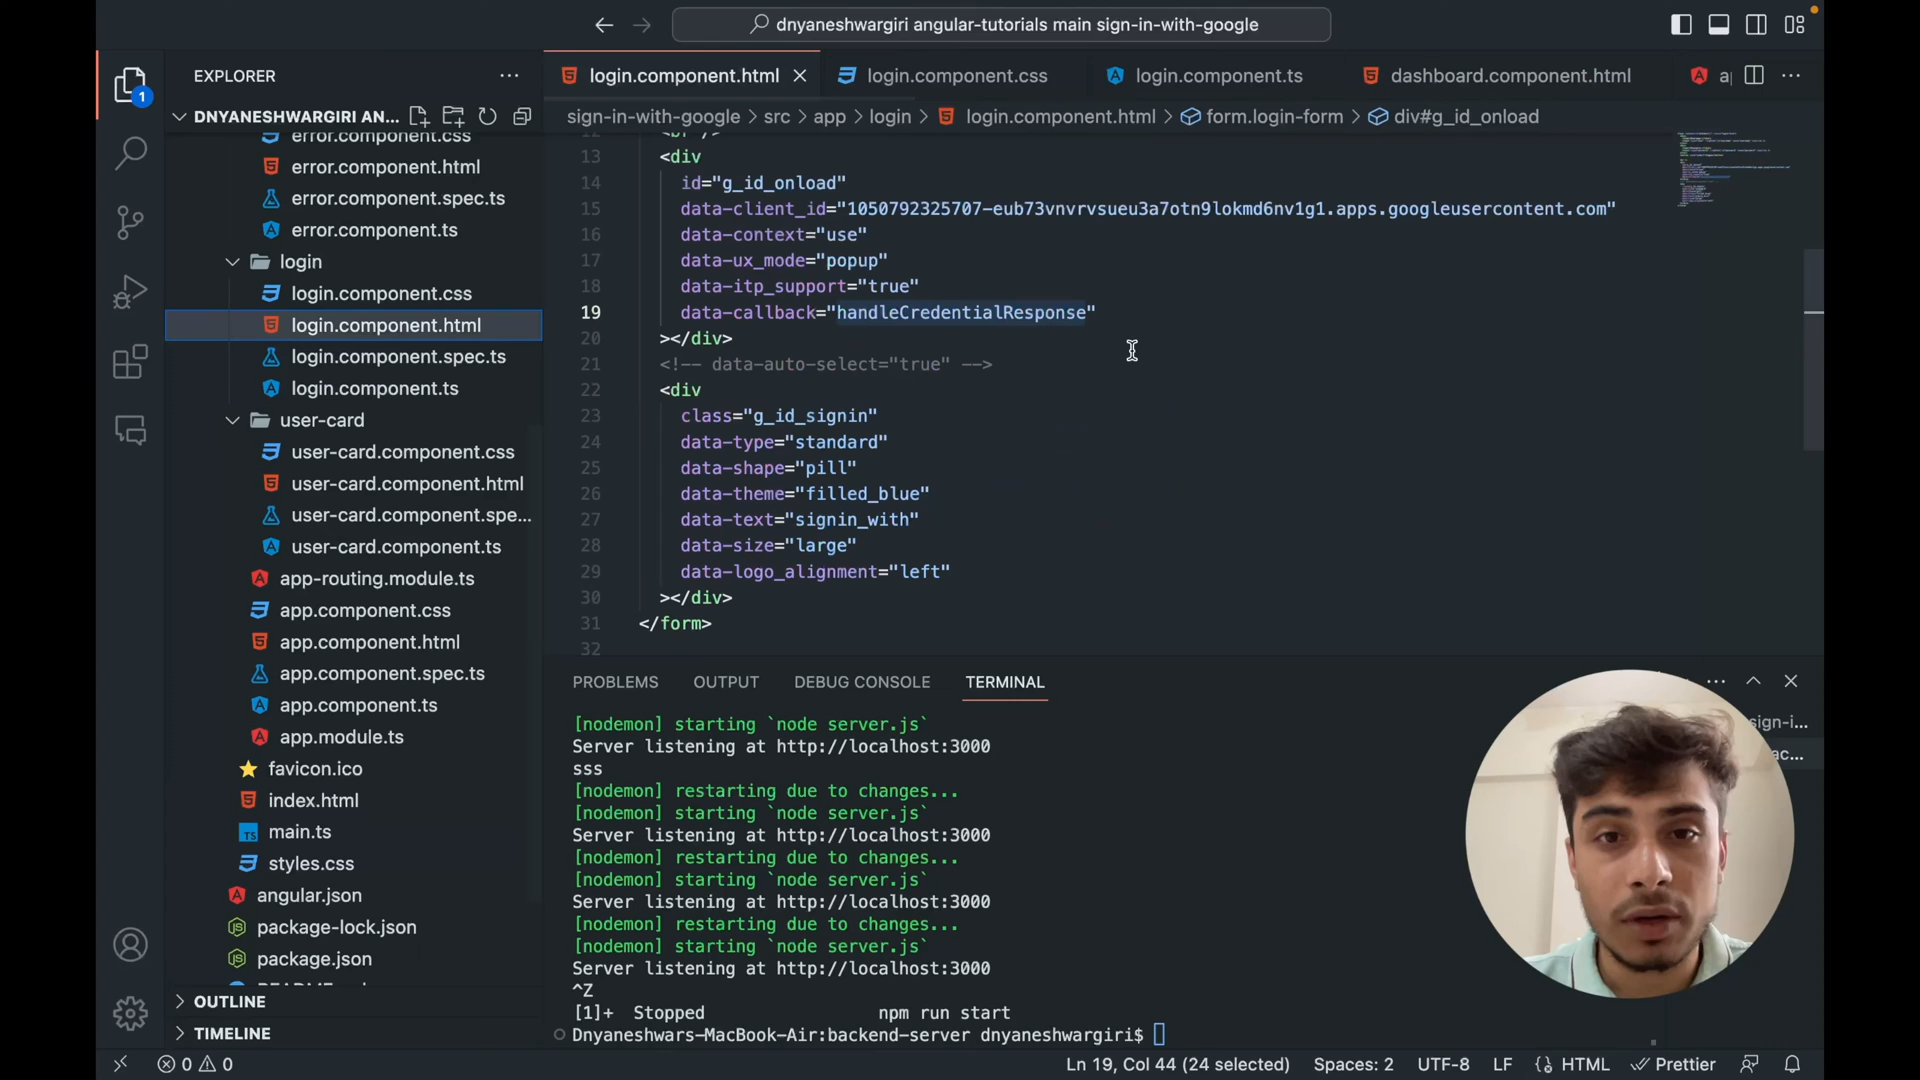 dnyaneshwargiri angular-tutorials main sign-in-with-google
EXPLORER
DNYANESHWARGIRI AN...
error.component.css
error.component.html
error.component.spec.ts
error.component.ts
login
login.component.css
login.component.html
login.component.spec.ts
login.component.ts
user-card
user-card.component.css
user-card.component.html
user-card.component.spe...
user-card.component.ts
app-routing.module.ts
app.component.css
app.component.html
app.component.spec.ts
app.component.ts
app.module.ts
favicon.ico
index.html
main.ts
styles.css
angular.json
package-lock.json
package.json
OUTLINE
TIMELINE
1
login.component.html
login.component.css
login.component.ts
dashboard.component.html
sign-in-with-google > src > app > login > login.component.html > form.login-form > div#g_id_onload
12 <br />
13 <div
14 id="g_id_onload"
15 data-client_id="1050792325707-eub73vnvrvsueu3a7otn9lokmd6nv1g1.apps.googleusercontent.com"
16 data-context="use"
17 data-ux_mode="popup"
18 data-itp_support="true"
19 data-callback="handleCredentialResponse"
20 ></div>
21 <!-- data-auto-select="true" -->
22 <div
23 class="g_id_signin"
24 data-type="standard"
25 data-shape="pill"
26 data-theme="filled_blue"
27 data-text="signin_with"
28 data-size="large"
29 data-logo_alignment="left"
30 ></div>
31 </form>
32
PROBLEMS OUTPUT DEBUG CONSOLE TERMINAL
[nodemon] starting `node server.js`
Server listening at http://localhost:3000
sss
[nodemon] restarting due to changes...
[nodemon] starting `node server.js`
Server listening at http://localhost:3000
[nodemon] restarting due to changes...
[nodemon] starting `node server.js`
Server listening at http://localhost:3000
[nodemon] restarting due to changes...
[nodemon] starting `node server.js`
Server listening at http://localhost:3000
^Z
[1]+ Stopped npm run start
Dnyaneshwars-MacBook-Air:backend-server dnyaneshwargiri$
sign-i...
0 0
Ln 19, Col 44 (24 selected) Spaces: 2 UTF-8 LF HTML Prettier